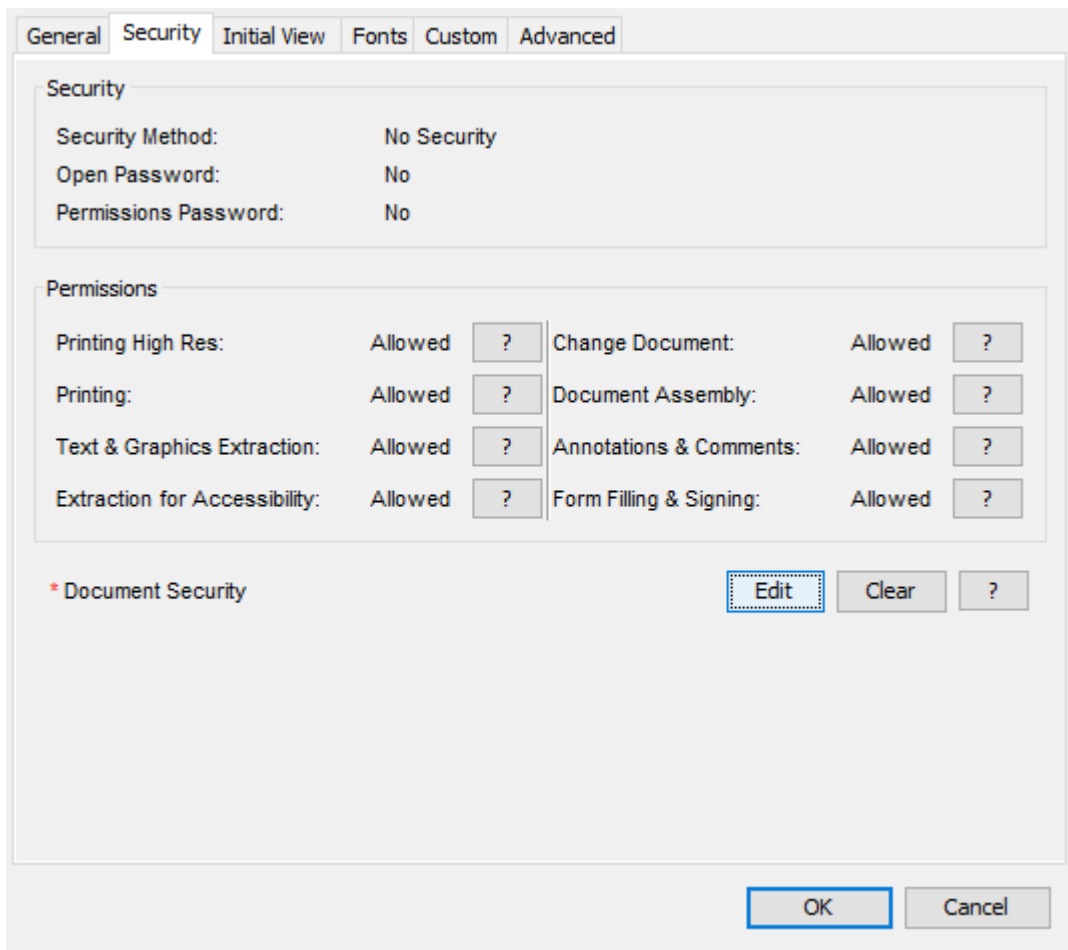 General Security Initial View Fonts Custom Advanced
Security
Security Method: No Security
Open Password: No
Permissions Password: No
Permissions
Printing High Res: Allowed ? Change Document: Allowed ?
Printing: Allowed ? Document Assembly: Allowed ?
Text & Graphics Extraction: Allowed ? Annotations & Comments: Allowed ?
Extraction for Accessibility: Allowed ? Form Filling & Signing: Allowed ?
* Document Security Edit Clear ?
OK Cancel